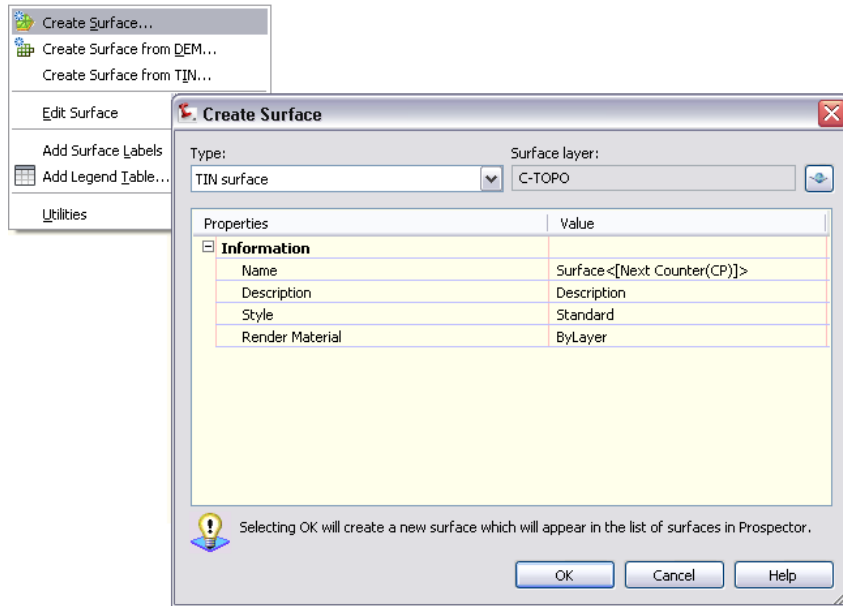 Create Surface...
Create Surface from DEM...
Create Surface from TIN...
Edit Surface
Add Surface Labels
Add Legend Table...
Utilities
Create Surface
Type:
Surface layer:
TIN surface
C-TOPO
Properties Value
Information
Name Surface<[Next Counter(CP)]>
Description Description
Style Standard
Render Material ByLayer
Selecting OK will create a new surface which will appear in the list of surfaces in Prospector.
OK Cancel Help